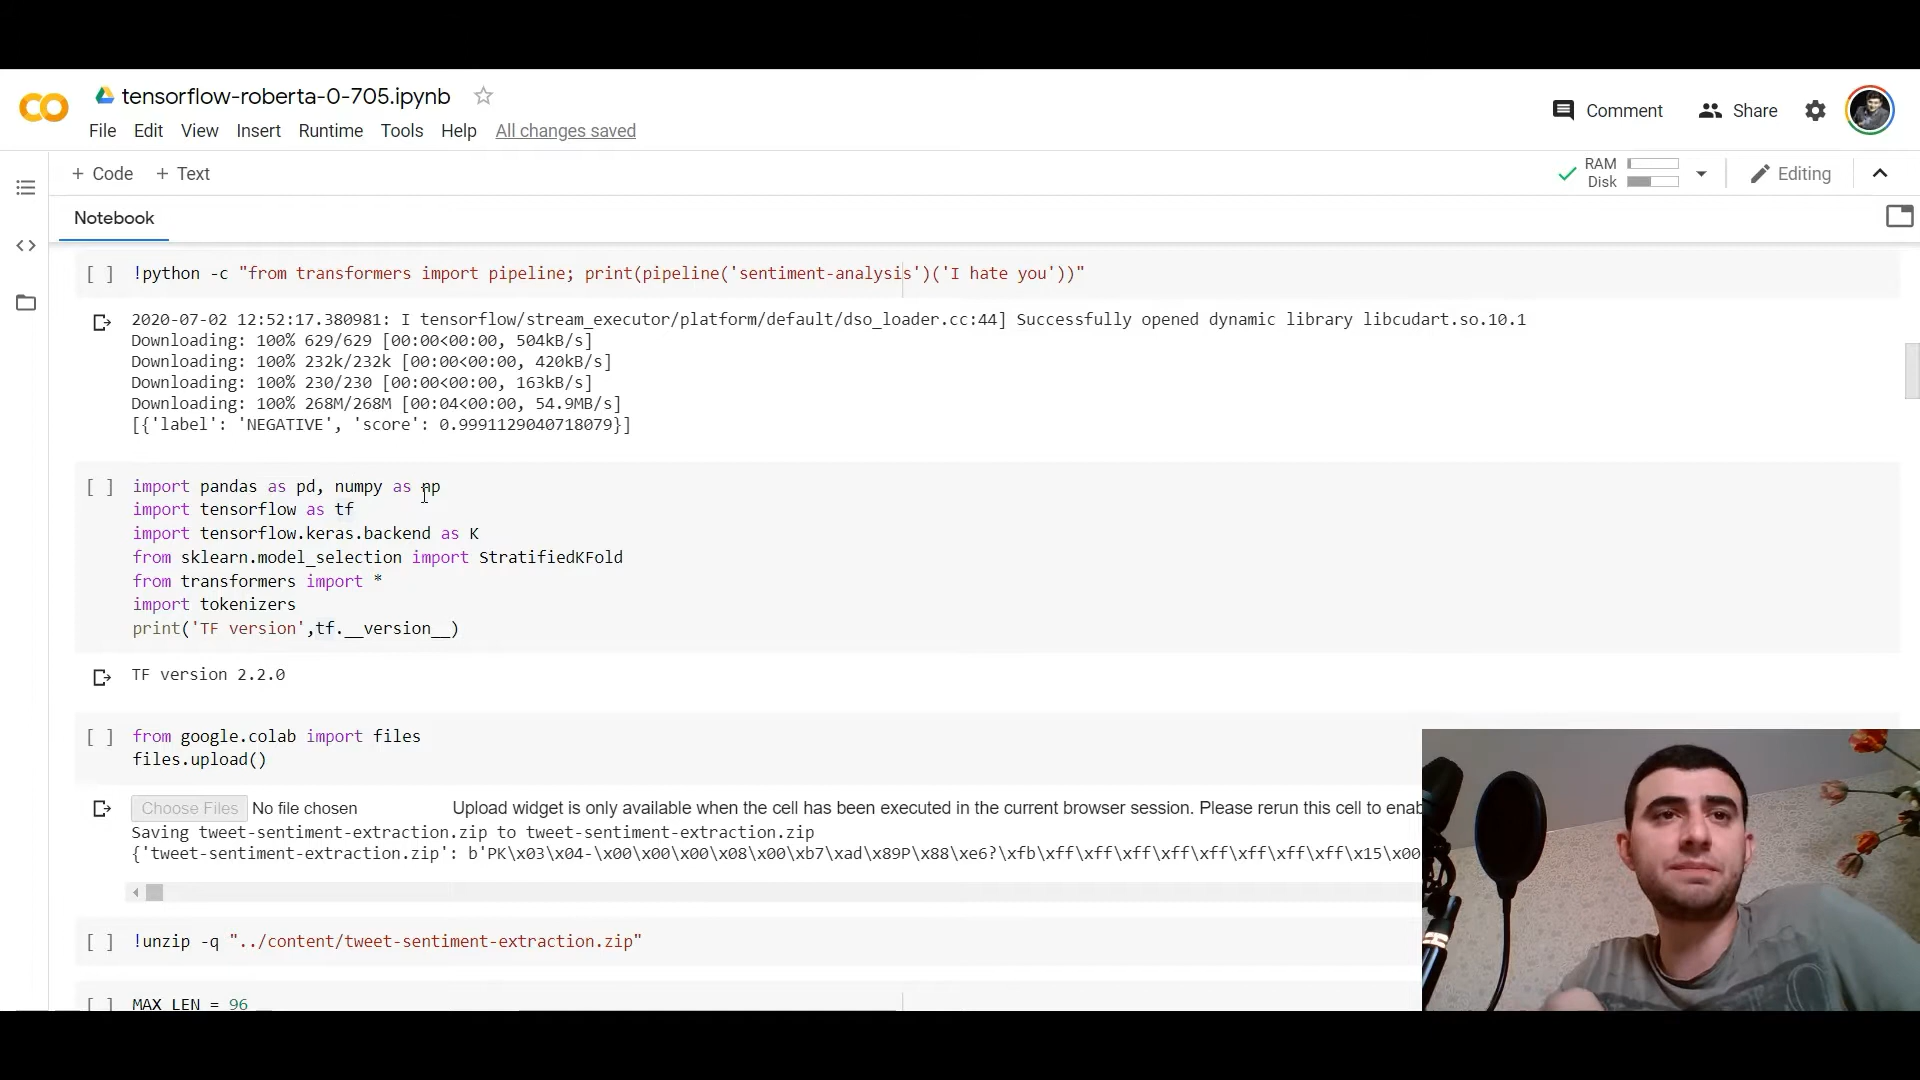 tensorflow-roberta-0-705.ipynb
Comment
Share
File Edit View Insert Runtime Tools Help All changes saved
+ Code + Text
RAM
Disk
Editing
Notebook
[ ] !python -c "from transformers import pipeline; print(pipeline('sentiment-analysis')('I hate you'))"
2020-07-02 12:52:17.380981: I tensorflow/stream_executor/platform/default/dso_loader.cc:44] Successfully opened dynamic library libcudart.so.10.1
Downloading: 100% 629/629 [00:00<00:00, 504kB/s]
Downloading: 100% 232k/232k [00:00<00:00, 420kB/s]
Downloading: 100% 230/230 [00:00<00:00, 163kB/s]
Downloading: 100% 268M/268M [00:04<00:00, 54.9MB/s]
[{'label': 'NEGATIVE', 'score': 0.9991129040718079}]
[ ] import pandas as pd, numpy as np
import tensorflow as tf
import tensorflow.keras.backend as K
from sklearn.model_selection import StratifiedKFold
from transformers import *
import tokenizers
print('TF version',tf.__version__)
TF version 2.2.0
[ ] from google.colab import files
files.upload()
Choose Files No file chosen Upload widget is only available when the cell has been executed in the current browser session. Please rerun this cell to enab
Saving tweet-sentiment-extraction.zip to tweet-sentiment-extraction.zip
{'tweet-sentiment-extraction.zip': b'PK\x03\x04-\x00\x00\x00\x08\x00\xb7\xad\x89P\x88\xe6?\xfb\xff\xff\xff\xff\xff\xff\xff\xff\x15\x00
[ ] !unzip -q "../content/tweet-sentiment-extraction.zip"
[ ] MAX_LEN = 96